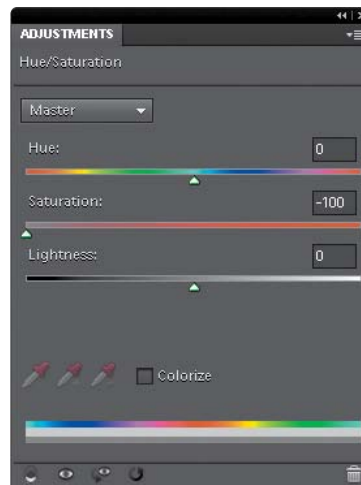 ADJUSTMENTS
Hue/Saturation
Master
Hue: 0
Saturation: -100
Lightness: 0
Colorize